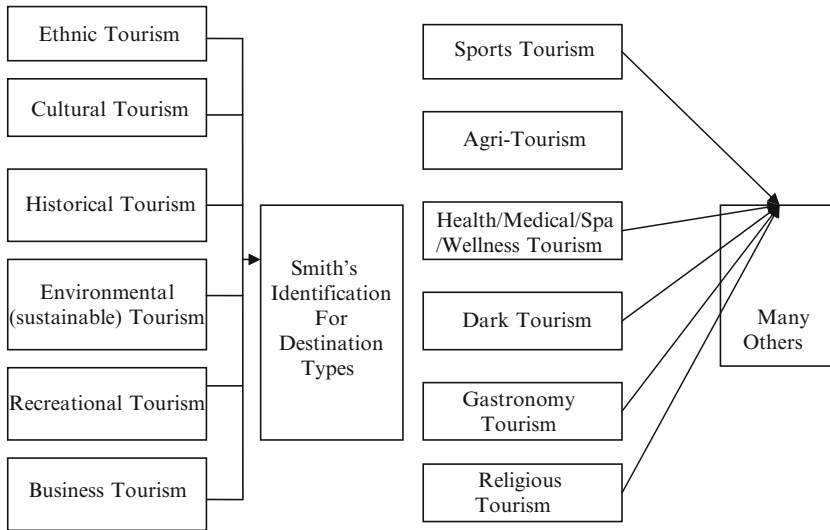 Ethnic Tourism
Cultural Tourism
Historical Tourism
Environmental
(sustainable) Tourism
Recreational Tourism
Business Tourism
Smith's
Identification
For
Destination
Types
Sports Tourism
Agri-Tourism
Health/Medical/Spa
/Wellness Tourism
Dark Tourism
Gastronomy
Tourism
Religious
Tourism
Many
Others